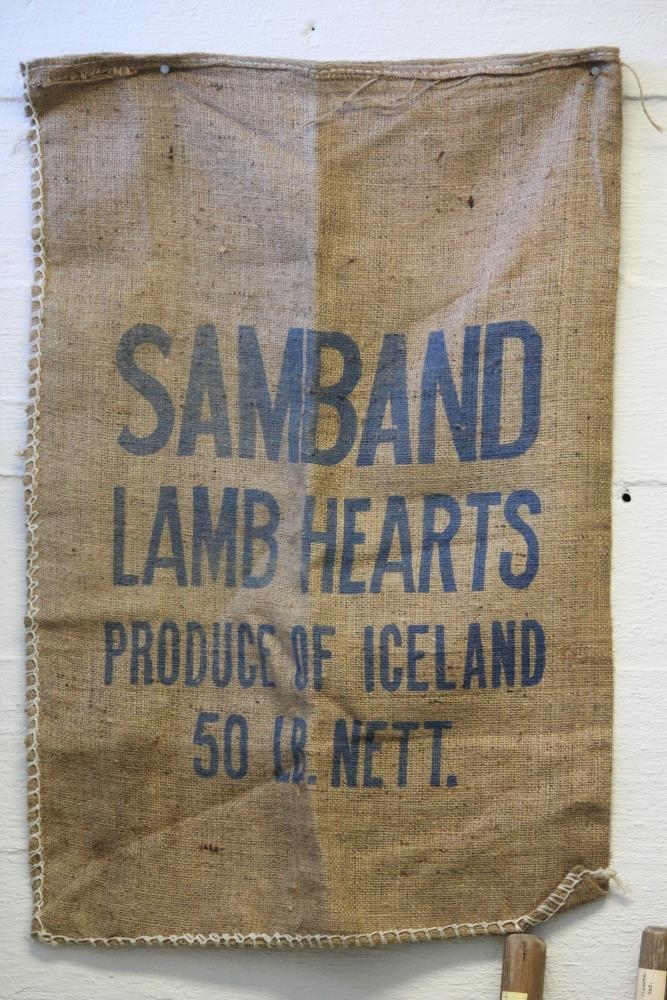 SAMBAND
LAMB HEARTS
PRODUCE OF ICELAND
50 LB. NETT.